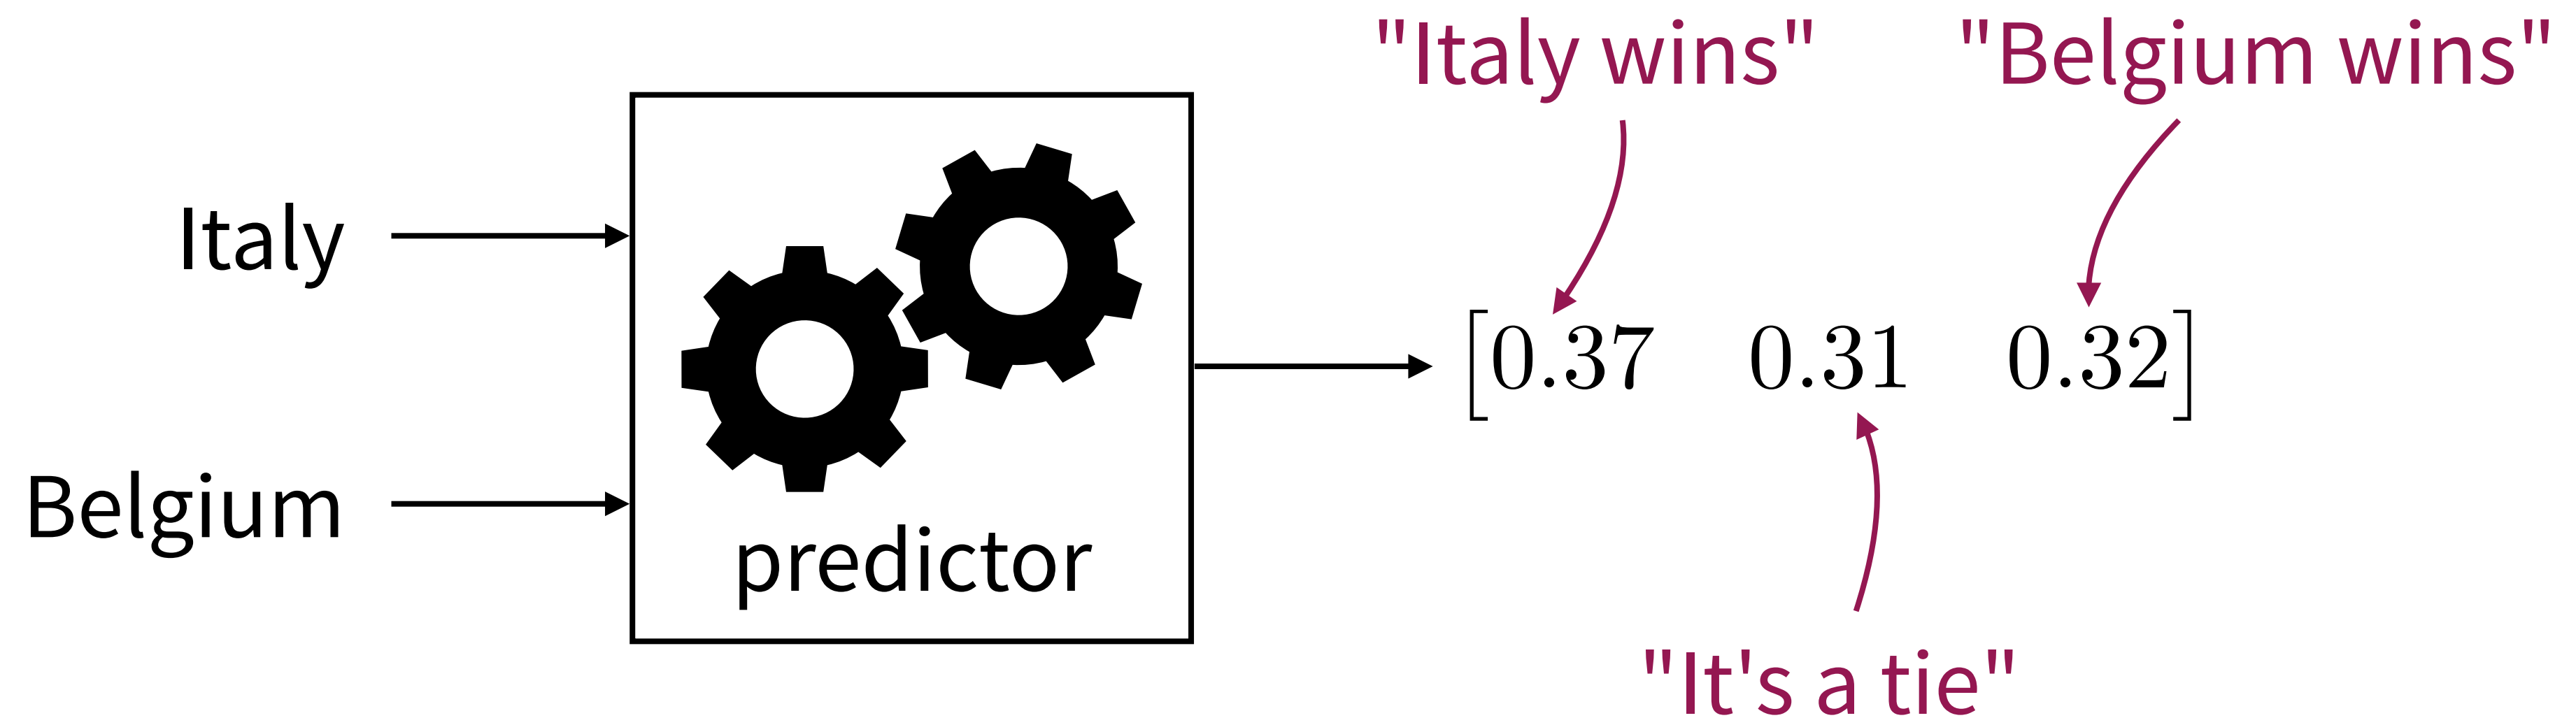 "Italy wins"
"Belgium wins"
Italy
Belgium
predictor
[0.37 0.31 0.32]
"It's a tie"